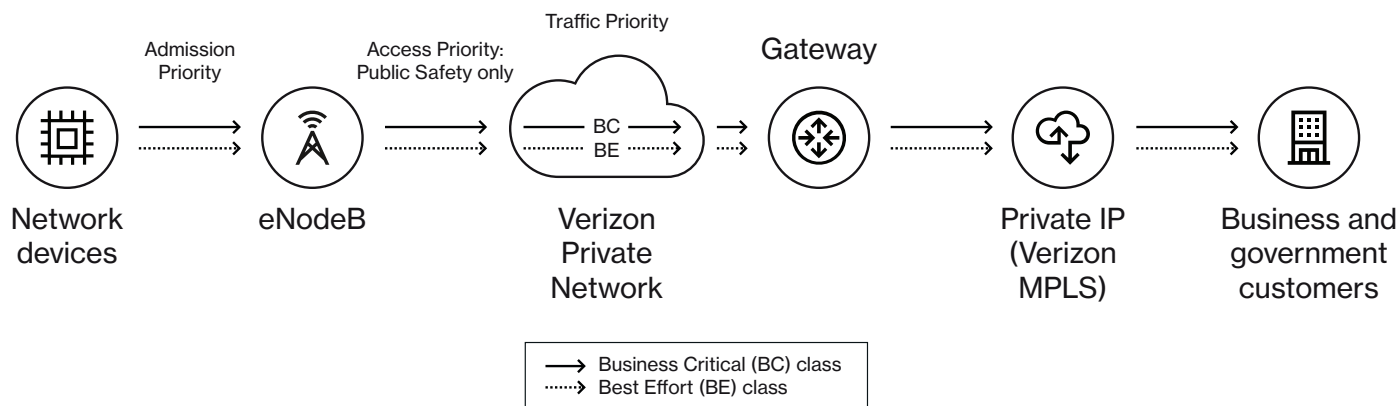 Traffic Priority
Admission
Priority
Access Priority:
Public Safety only
Gateway
BC
BE
Network
devices
eNodeB
Verizon
Private
Network
Private IP
(Verizon
MPLS)
Business and
government
customers
Business Critical (BC) class
Best Effort (BE) class